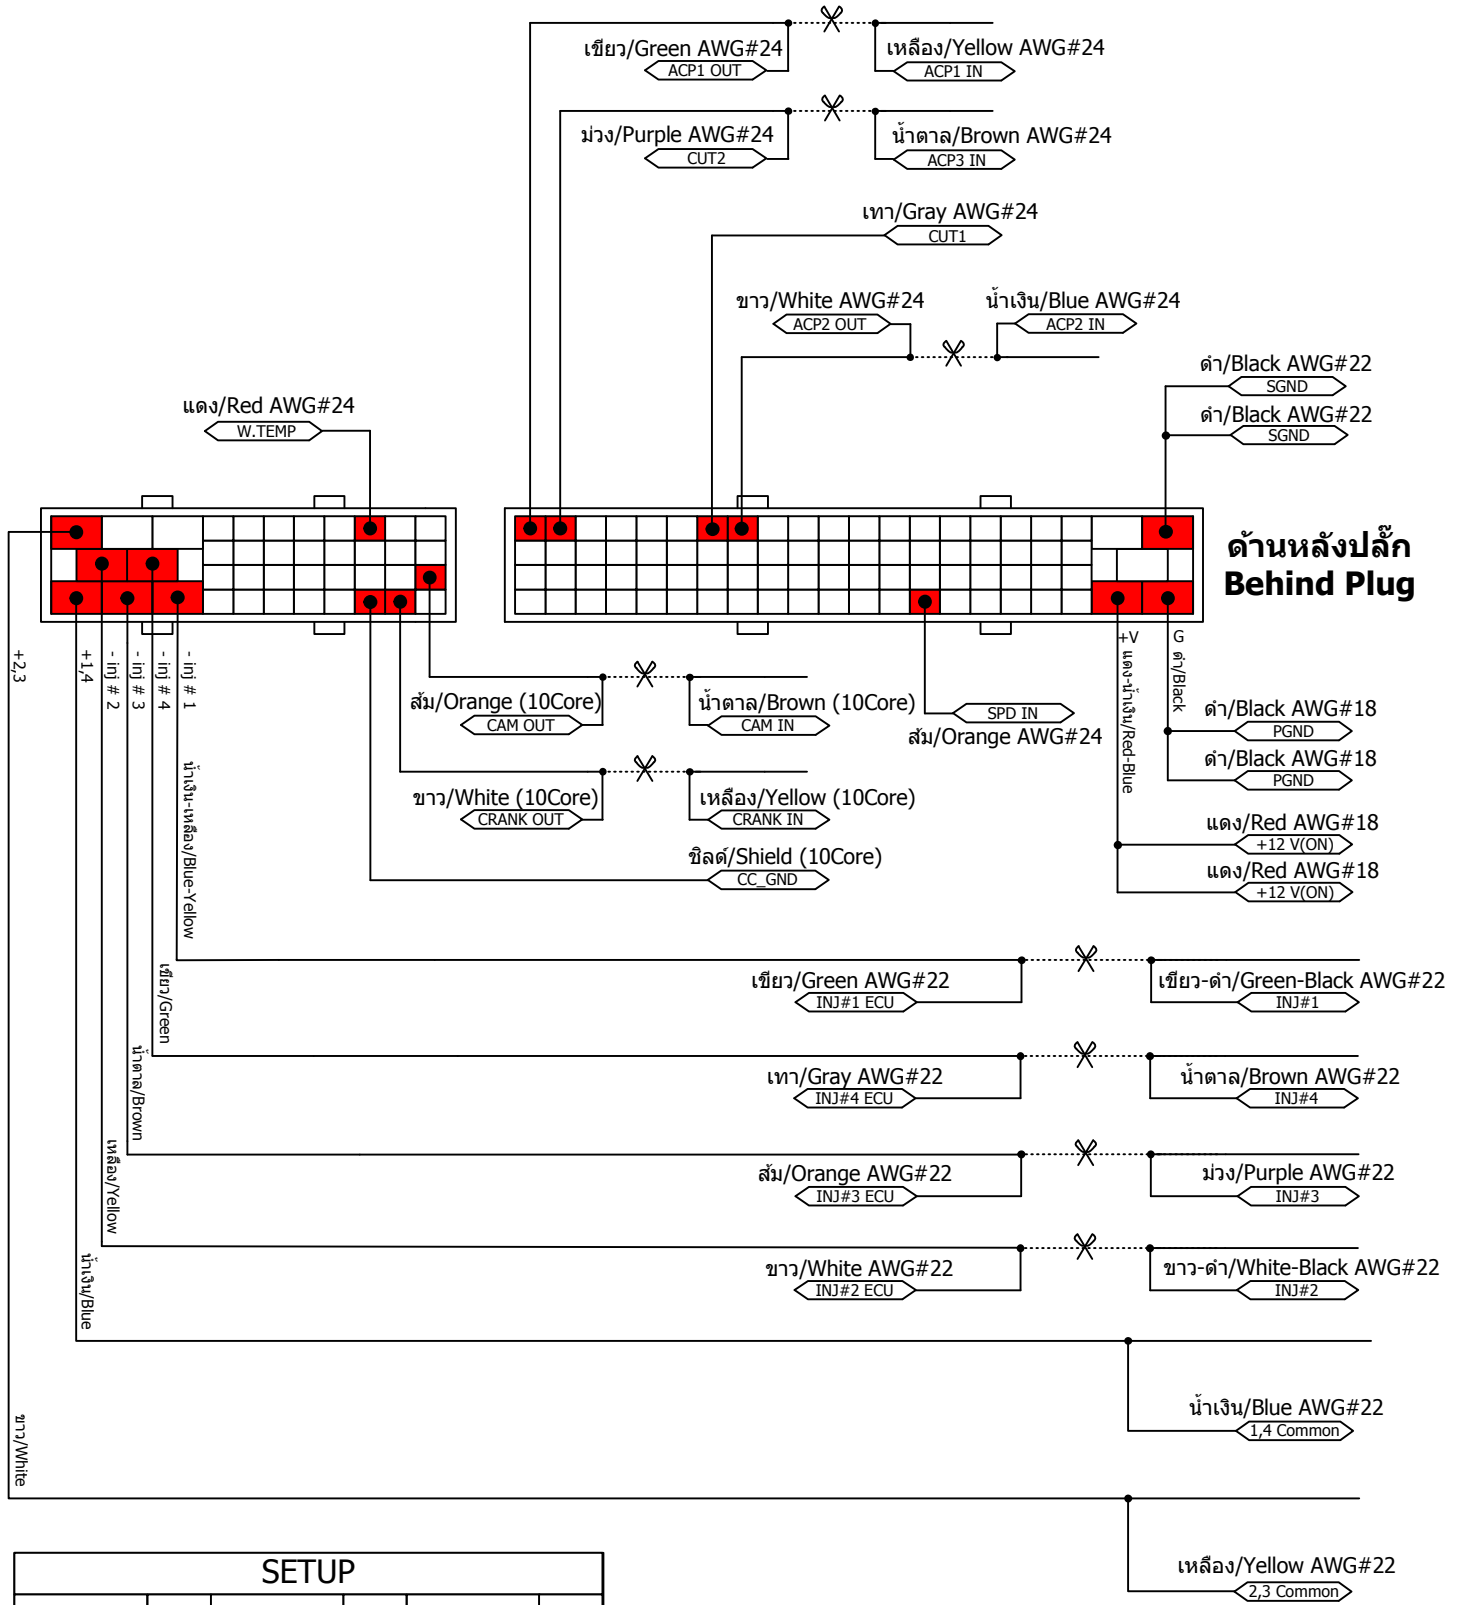 เขียว/Green AWG#24
ACP1 OUT
เหลือง/Yellow AWG#24
ACP1 IN
ม่วง/Purple AWG#24
CUT2
น้ำตาล/Brown AWG#24
ACP3 IN
เทา/Gray AWG#24
CUT1
ขาว/White AWG#24
ACP2 OUT
น้ำเงิน/Blue AWG#24
ACP2 IN
ดำ/Black AWG#22
SGND
ดำ/Black AWG#22
SGND
แดง/Red AWG#24
W.TEMP
ด้านหลังปลั๊ก
Behind Plug
+2,3
+1,4
- inj # 2
- inj # 3
- inj # 4
- inj # 1
+V
แดง-น้ำเงิน/Red-Blue
G
ดำ/Black
ส้ม/Orange (10Core)
CAM OUT
น้ำตาล/Brown (10Core)
CAM IN
SPD IN
ส้ม/Orange AWG#24
ดำ/Black AWG#18
PGND
ดำ/Black AWG#18
PGND
ขาว/White (10Core)
CRANK OUT
เหลือง/Yellow (10Core)
CRANK IN
ชิลด์/Shield (10Core)
CC_GND
แดง/Red AWG#18
+12 V(ON)
แดง/Red AWG#18
+12 V(ON)
น้ำเงิน-เหลือง/Blue-Yellow
เขียว/Green
น้ำตาล/Brown
เหลือง/Yellow
น้ำเงิน/Blue
ขาว/White
เขียว/Green AWG#22
INJ#1 ECU
เขียว-ดำ/Green-Black AWG#22
INJ#1
เทา/Gray AWG#22
INJ#4 ECU
น้ำตาล/Brown AWG#22
INJ#4
ส้ม/Orange AWG#22
INJ#3 ECU
ม่วง/Purple AWG#22
INJ#3
ขาว/White AWG#22
INJ#2 ECU
ขาว-ดำ/White-Black AWG#22
INJ#2
น้ำเงิน/Blue AWG#22
1,4 Common
เหลือง/Yellow AWG#22
2,3 Common
SETUP